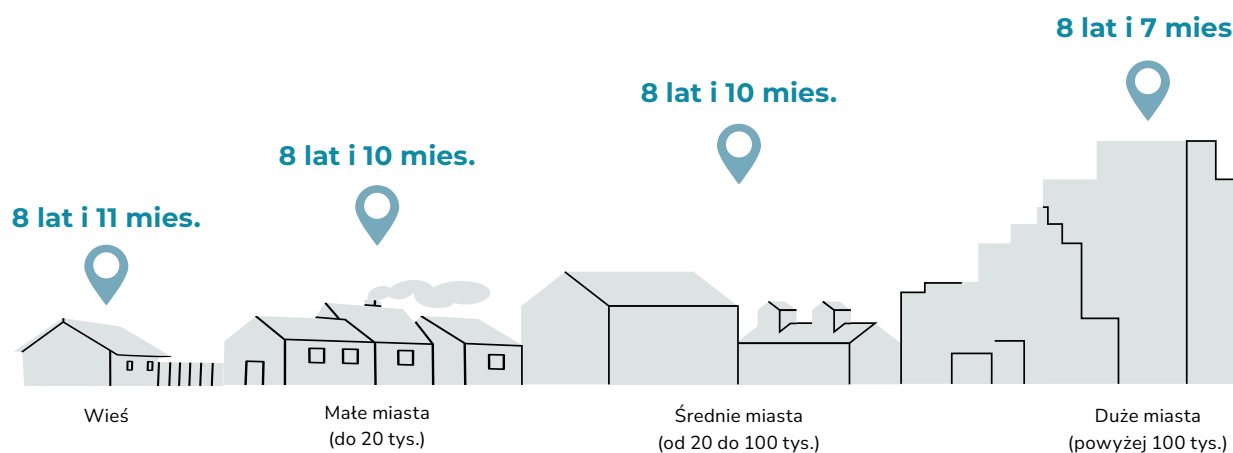 8 lat i 11 mies.
Wieś
8 lat i 10 mies.
Małe miasta
(do 20 tys.)
8 lat i 10 mies.
Średnie miasta
(od 20 do 100 tys.)
8 lat i 7 mies
Duże miasta
(powyżej 100 tys.)